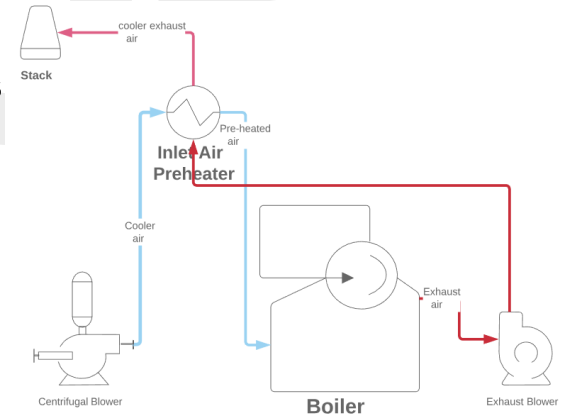 cooler exhaust
air
Stack
Pre-heated
air
Inlet Air
Preheater
Cooler
air
Exhaust
air
Centrifugal Blower
Boiler
Exhaust Blower